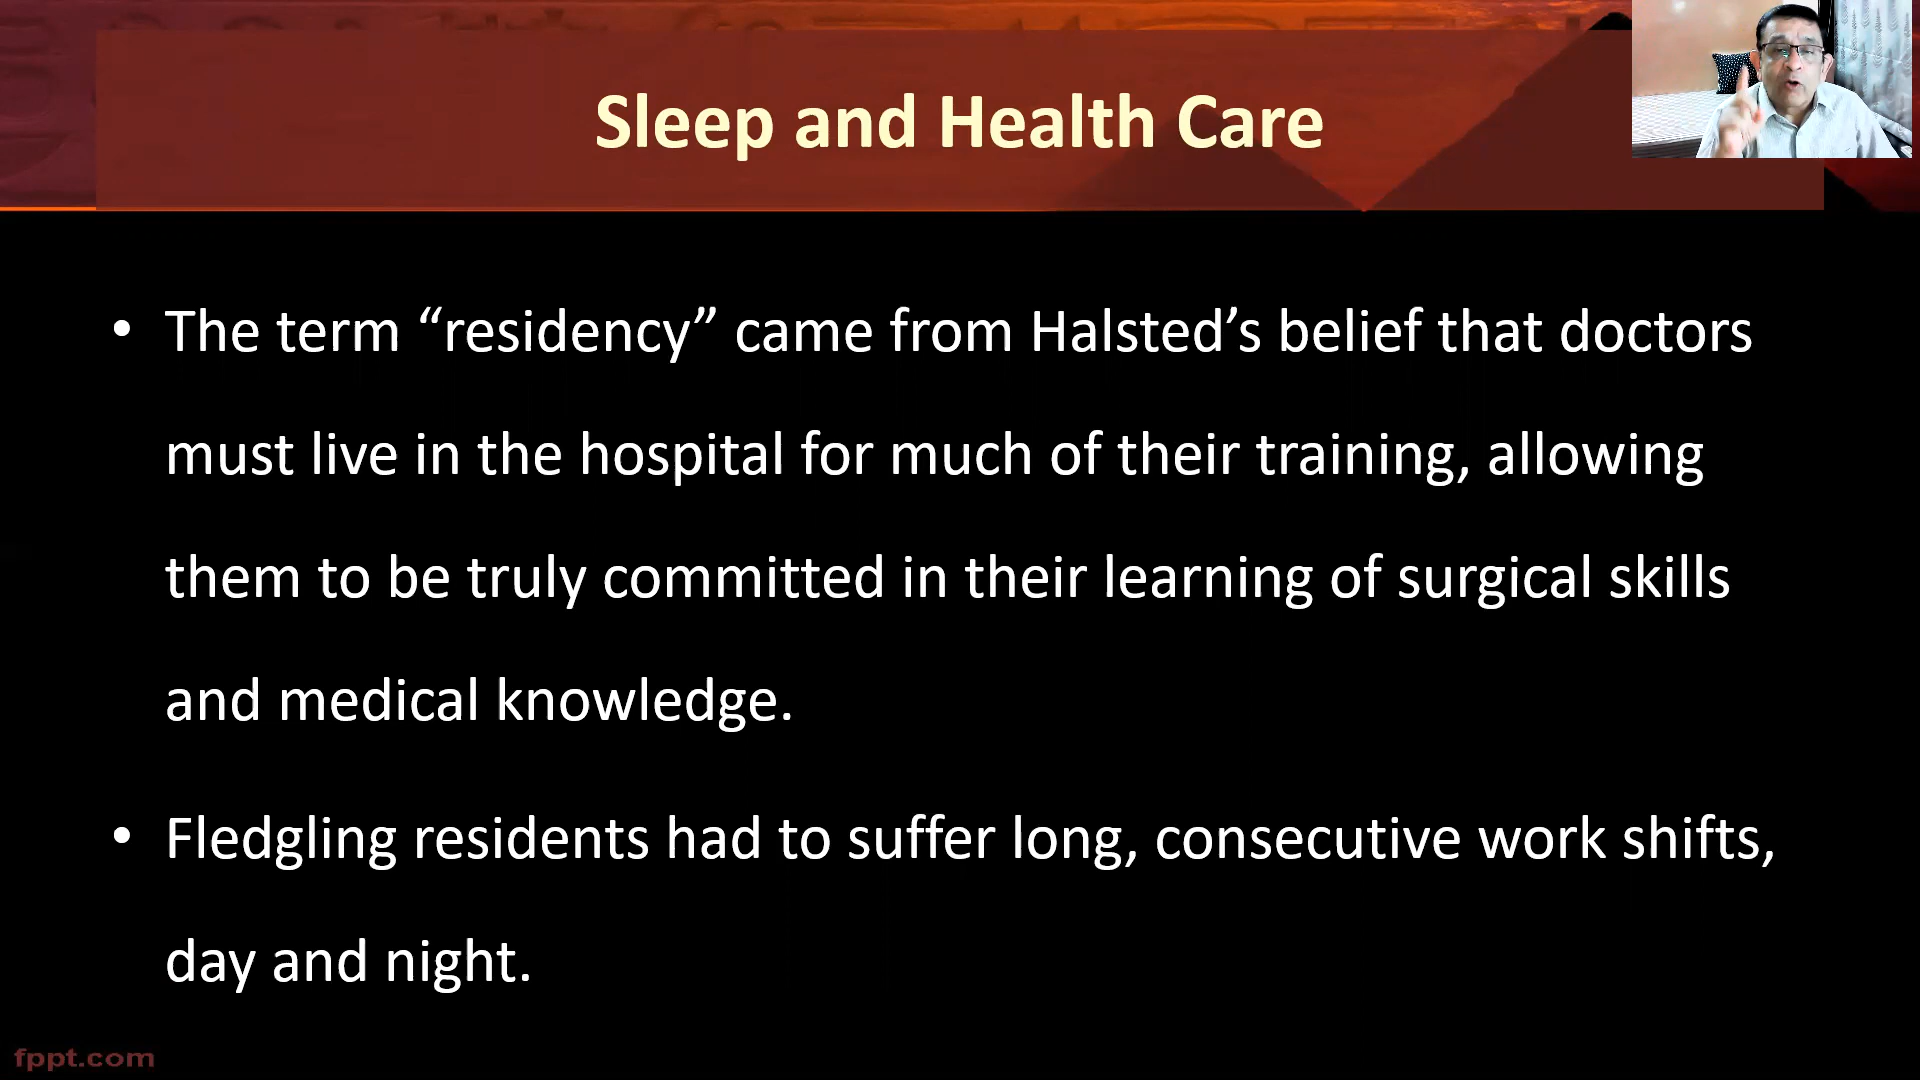 Sleep and Health Care
• The term “residency” came from Halsted’s belief that doctors
must live in the hospital for much of their training, allowing
them to be truly committed in their learning of surgical skills
and medical knowledge.
• Fledgling residents had to suffer long, consecutive work shifts,
day and night.
fppt.com